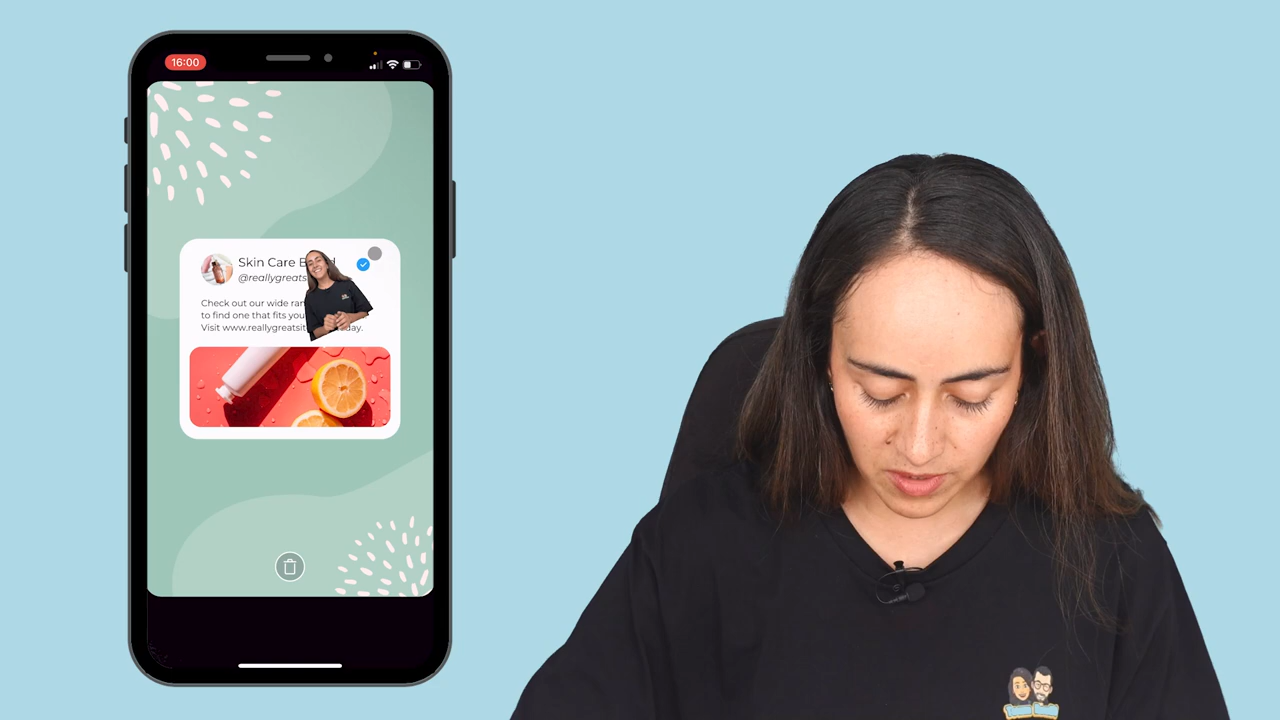 16:00
Skin Care B
@reallygreats
Check out our wide ran
to find one that fits you
Visit www.reallygreatsit day.